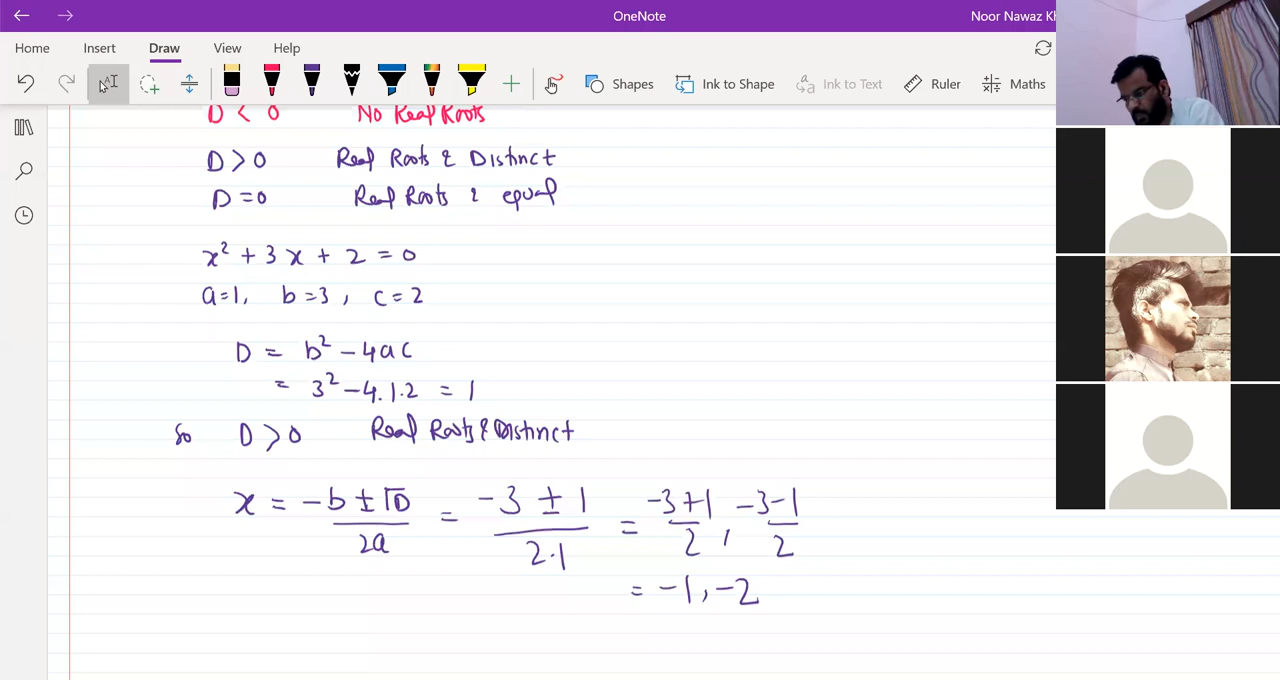 OneNote
Noor Nawaz Kh
Home Insert Draw View Help
Shapes Ink to Shape Ink to Text Ruler Maths
D < 0 No Real Roots
D > 0 Real Roots & Distinct
D = 0 Real Roots & equal
x² + 3x + 2 = 0
a=1, b=3, c=2
D = b² - 4ac
= 3² - 4.1.2 = 1
So D > 0 Real Roots & Distinct
x = -b ± √D / 2a = -3 ± 1 / 2·1 = -3+1 / 2 , -3-1 / 2
= -1, -2